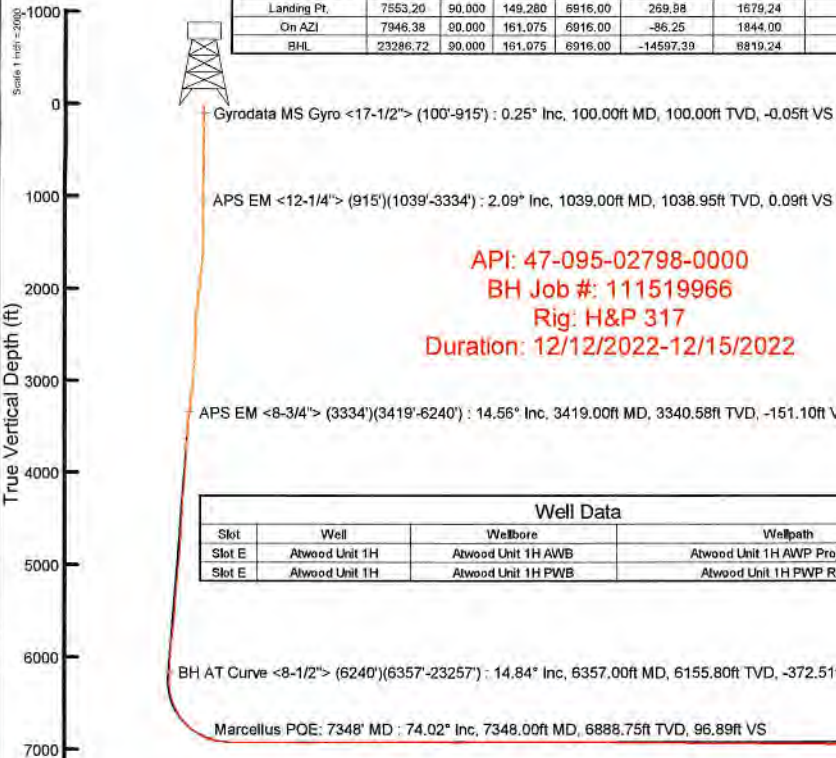 Scale 1 inch = 2000
-1000
Landing Pt. 7553.20 90.000 149.280 6916.00 269.98 1679.24
On AZI 7946.38 90.000 161.075 6916.00 -86.25 1844.00
BHL 23286.72 90.000 161.075 6916.00 -14597.39 6819.24
0
Gyrodata MS Gyro <17-1/2"> (100'-915') : 0.25° Inc, 100.00ft MD, 100.00ft TVD, -0.05ft VS
1000
APS EM <12-1/4"> (915')(1039'-3334') : 2.09° Inc, 1039.00ft MD, 1038.95ft TVD, 0.09ft VS
API: 47-095-02798-0000
BH Job #: 111519966
Rig: H&P 317
Duration: 12/12/2022-12/15/2022
2000
True Vertical Depth (ft)
3000
APS EM <8-3/4"> (3334')(3419'-6240') : 14.56° Inc, 3419.00ft MD, 3340.58ft TVD, -151.10ft V
4000
Well Data
Slot Well Wellbore Wellpath
Slot E Atwood Unit 1H Atwood Unit 1H AWB Atwood Unit 1H AWP Pro
Slot E Atwood Unit 1H Atwood Unit 1H PWB Atwood Unit 1H PWP R
5000
6000
BH AT Curve <8-1/2"> (6240')(6357'-23257') : 14.84° Inc, 6357.00ft MD, 6155.80ft TVD, -372.51
Marcellus POE: 7348' MD : 74.02° Inc, 7348.00ft MD, 6888.75ft TVD, 96.89ft VS
7000